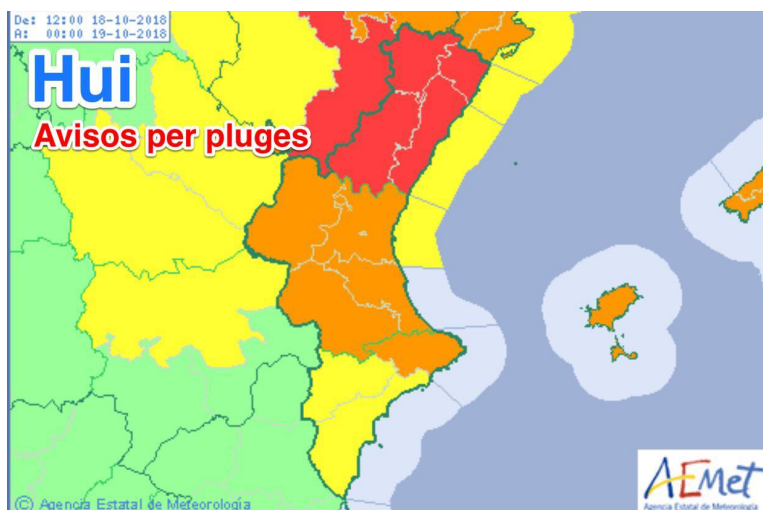 De: 12:00 18-10-2018
A: 00:00 19-10-2018
Hui
Avisos per pluges
© Agencia Estatal de Meteorología
AEMet
Agencia Estatal de Meteorología